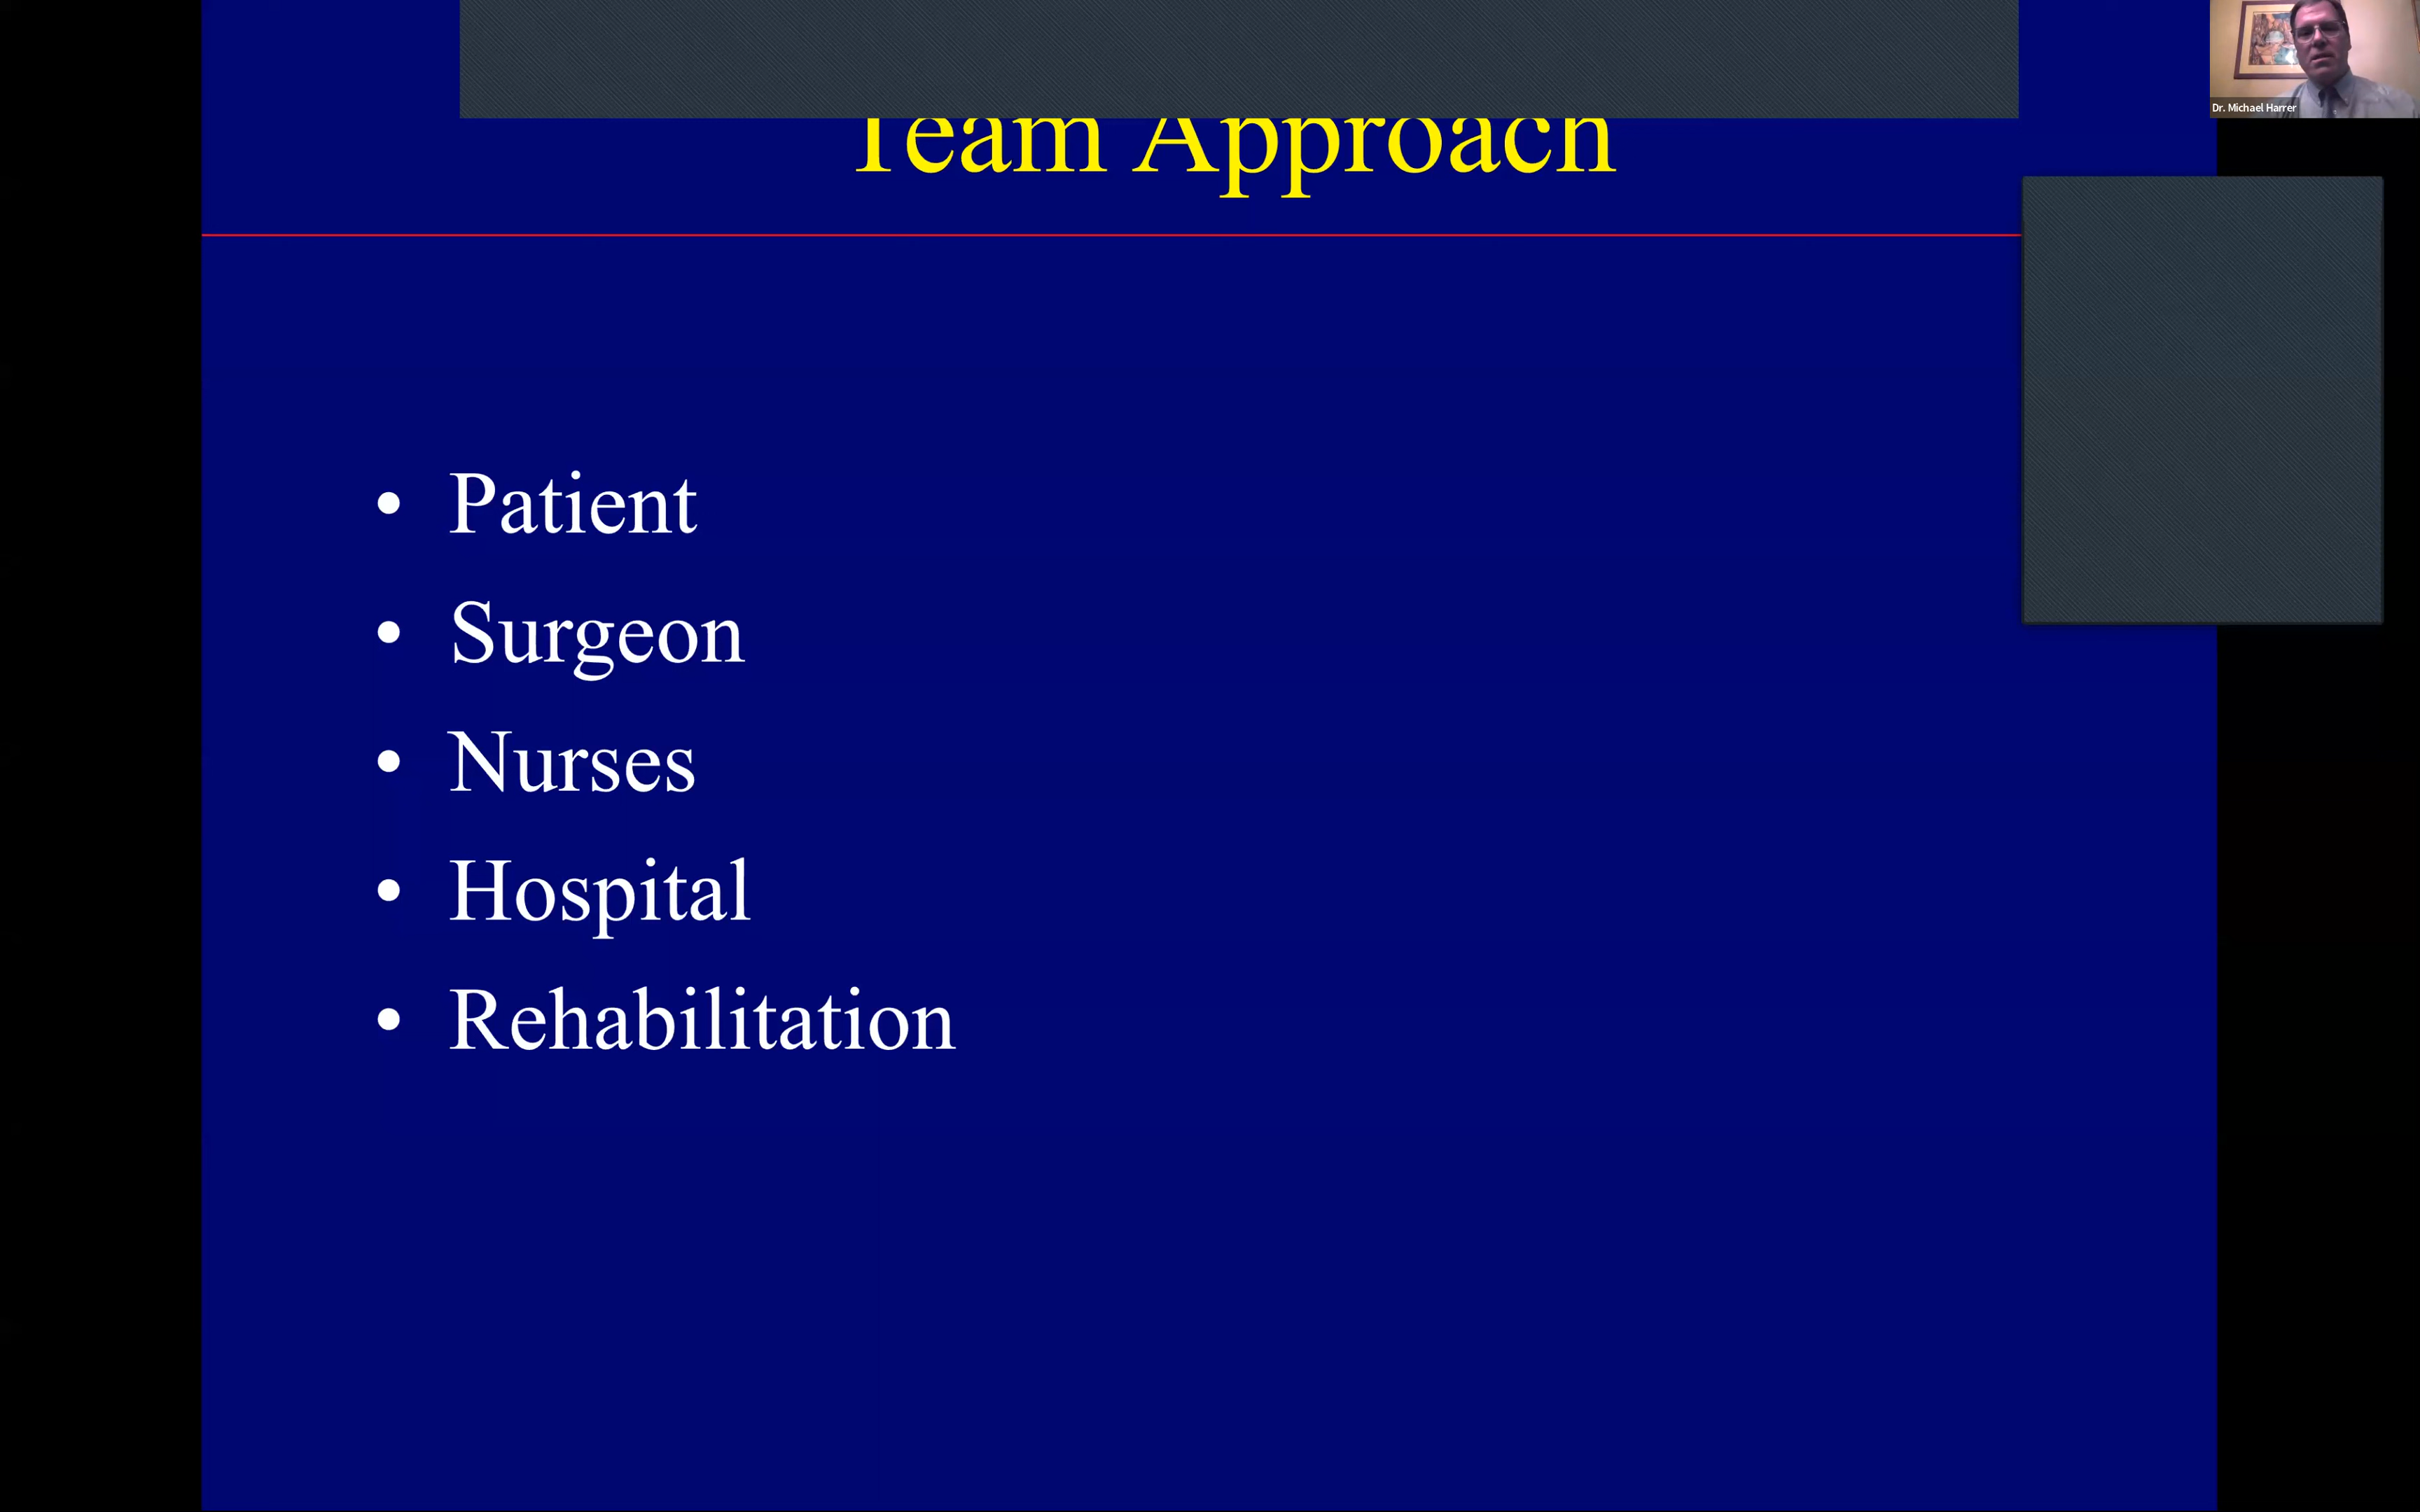 Dr. Michael Harrer
Team Approach
• Patient
• Surgeon
• Nurses
• Hospital
• Rehabilitation